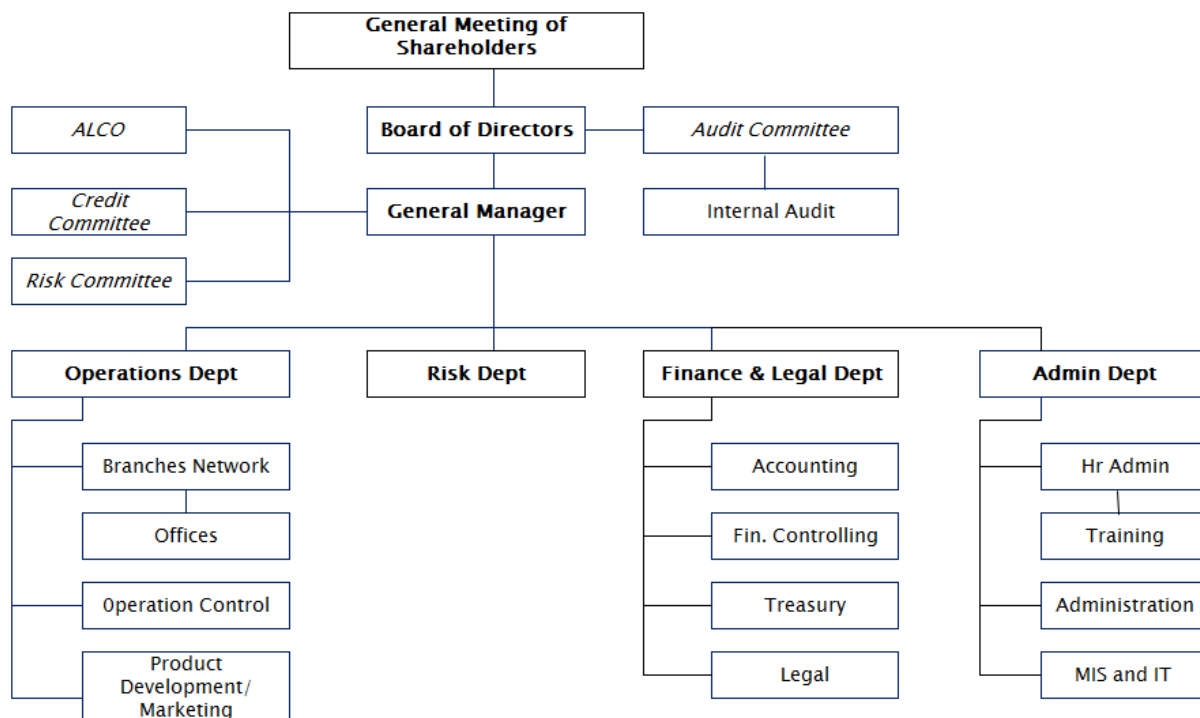 General Meeting of
Shareholders
ALCO
Board of Directors
Audit Committee
Credit
Committee
General Manager
Internal Audit
Risk Committee
Operations Dept
Risk Dept
Finance & Legal Dept
Admin Dept
Branches Network
Accounting
Hr Admin
Offices
Fin. Controlling
Training
0peration Control
Treasury
Administration
Product
Development/
Marketing
Legal
MIS and IT